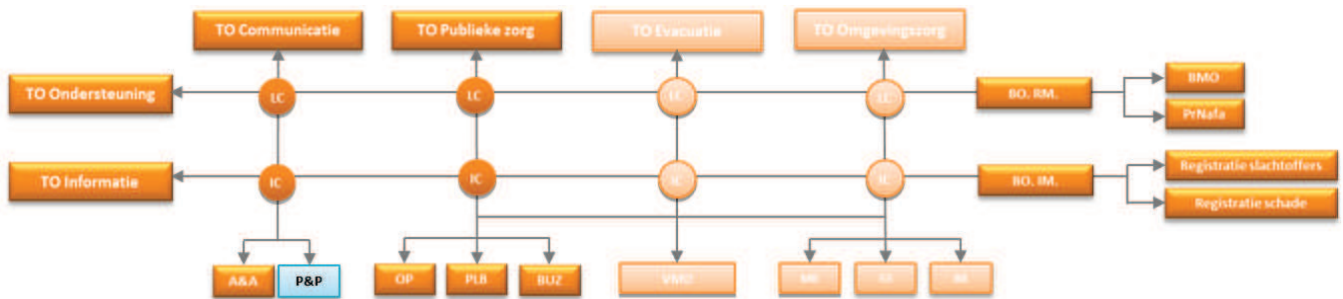 TO Communicatie
TO Publieke zorg
TO Evacuatie
TO Omgevingszorg
TO Ondersteuning
LC
LC
LC
LC
BO. RM.
BMO
PrNafa
TO Informatie
IC
IC
IC
IC
BO. IM.
Registratie slachtoffers
Registratie schade
A&A
P&P
OP
PLB
BUZ